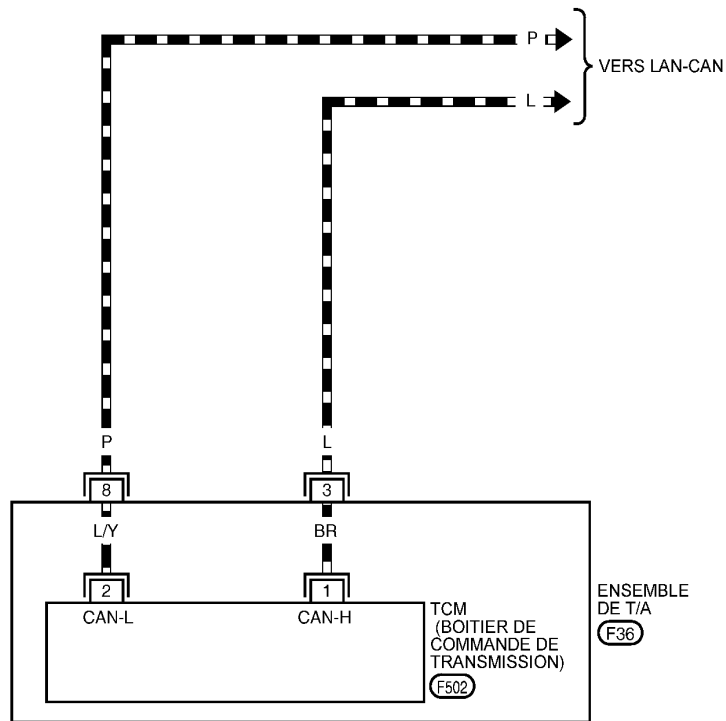 P
VERS LAN-CAN
L
P L
8 3
L/Y BR
2 1
CAN-L CAN-H
TCM
(BOITIER DE
COMMANDE DE
TRANSMISSION)
F502
ENSEMBLE
DE T/A
F36